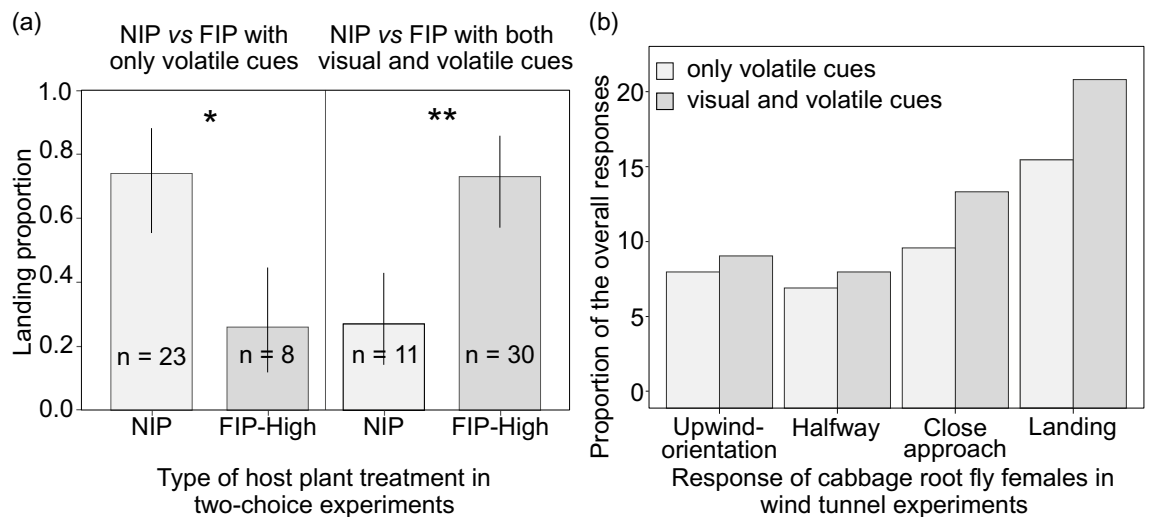 (a)
NIP vs FIP with
only volatile cues
NIP vs FIP with both
visual and volatile cues
Landing proportion
1.0
0.8
0.6
0.4
0.2
0.0
*
**
n = 23
n = 8
n = 11
n = 30
NIP
FIP-High
NIP
FIP-High
Type of host plant treatment in
two-choice experiments
(b)
Proportion of the overall responses
20
15
10
5
0
only volatile cues
visual and volatile cues
Upwind-
orientation
Halfway
Close
approach
Landing
Response of cabbage root fly females in
wind tunnel experiments